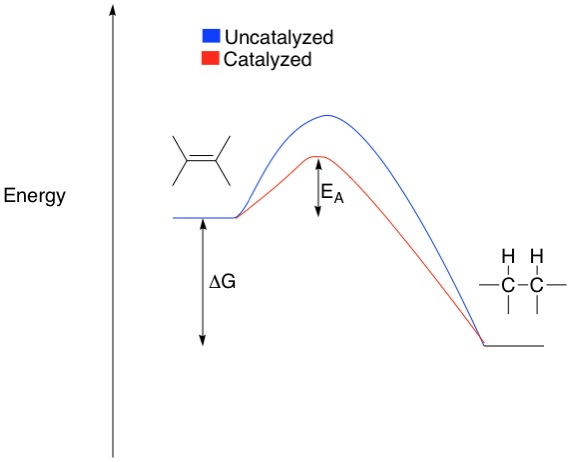 Uncatalyzed
Catalyzed
Energy
E_A
ΔG
H H
C C